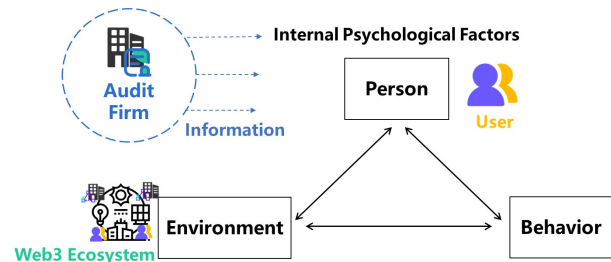 Internal Psychological Factors
Audit
Firm
Person
Information
User
Environment
Behavior
Web3 Ecosystem